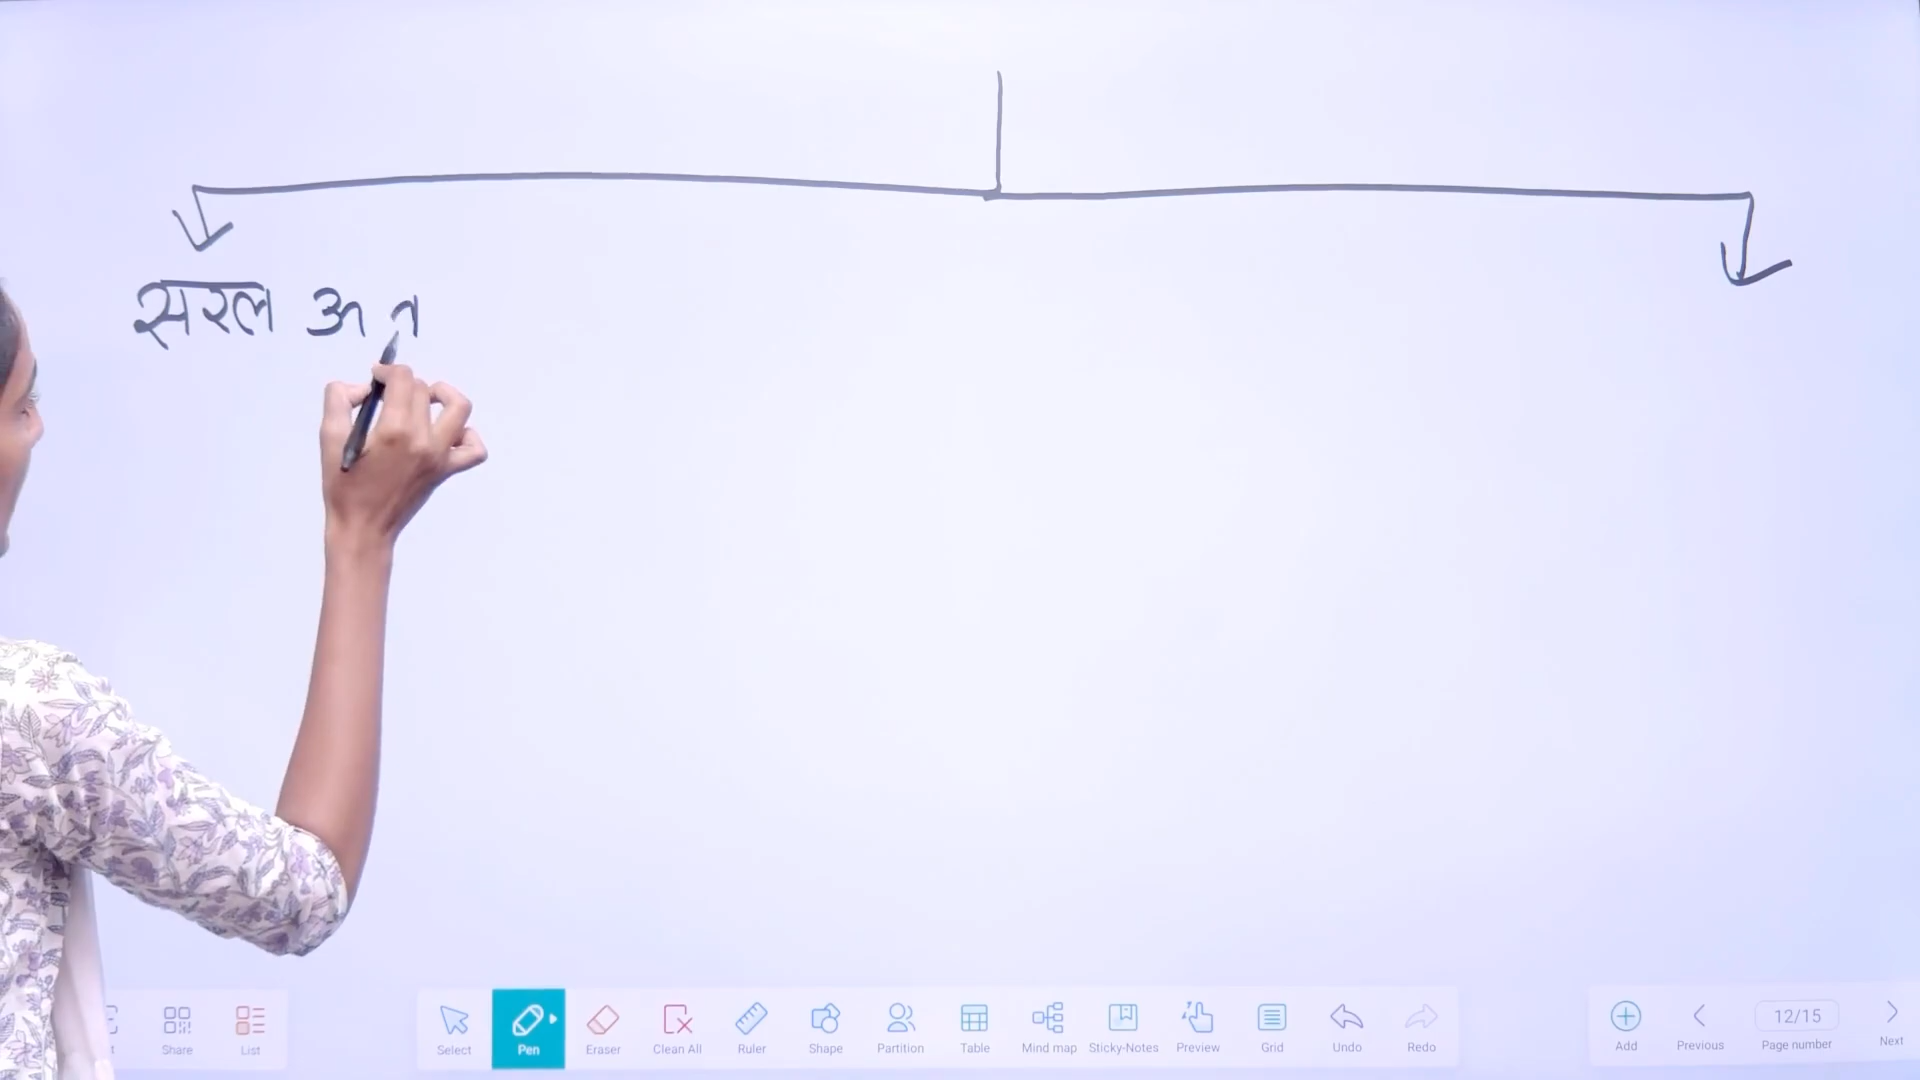 सरल अ
Share
List
Select
Pen
Eraser
Clean All
Ruler
Shape
Partition
Table
Mind map
Sticky-Notes
Preview
Grid
Undo
Redo
Add
Previous
12/15
Page number
Next